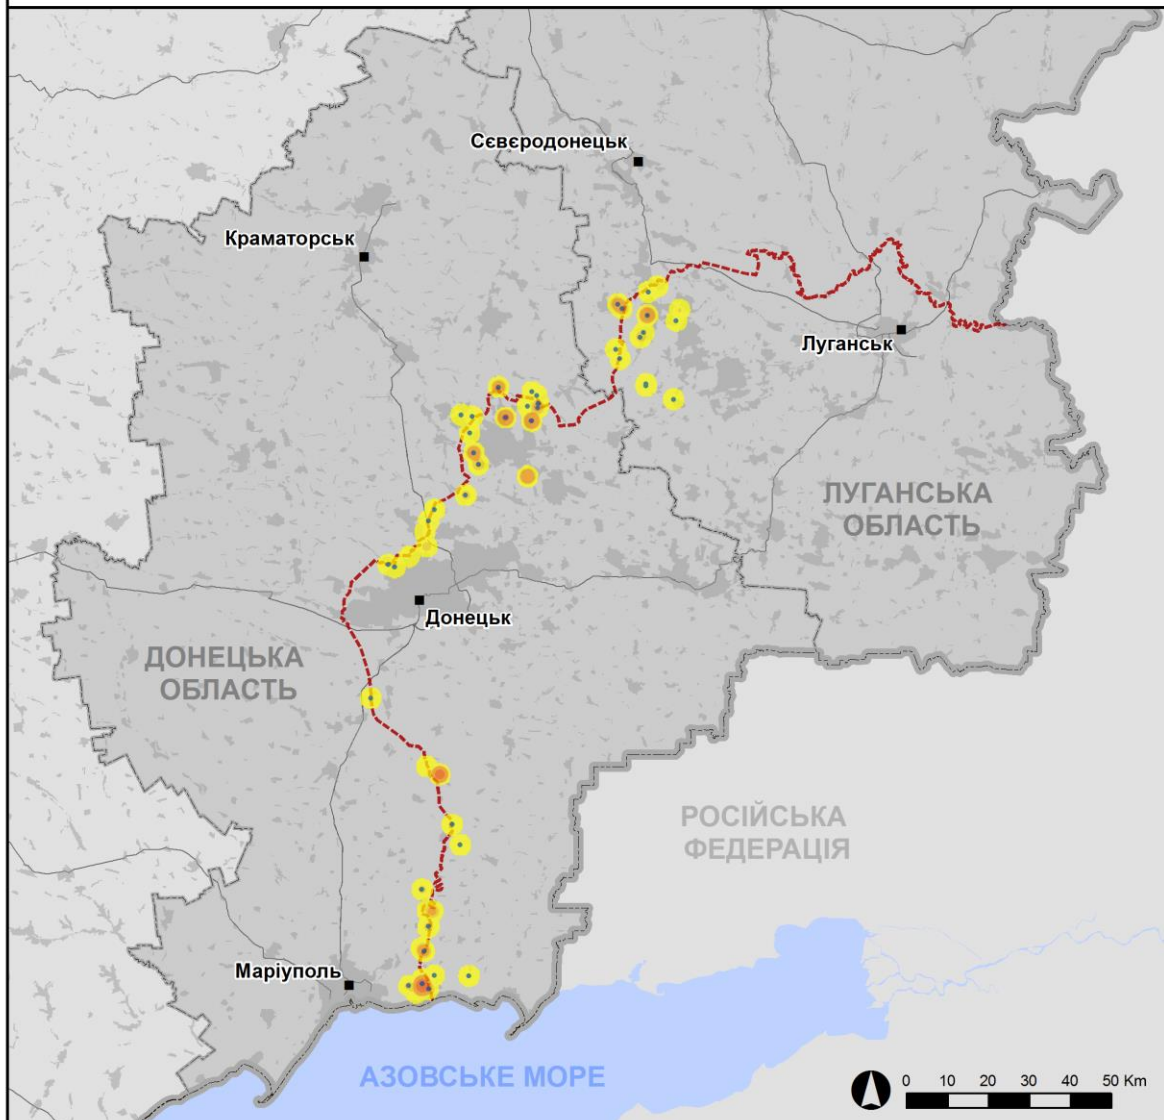 Сєвєродонецьк
Краматорськ
Луганськ
ЛУГАНСЬКА
ОБЛАСТЬ
Донецьк
ДОНЕЦЬКА
ОБЛАСТЬ
РОСІЙСЬКА
ФЕДЕРАЦІЯ
Маріуполь
АЗОВСЬКЕ МОРЕ
0 10 20 30 40 50 Km